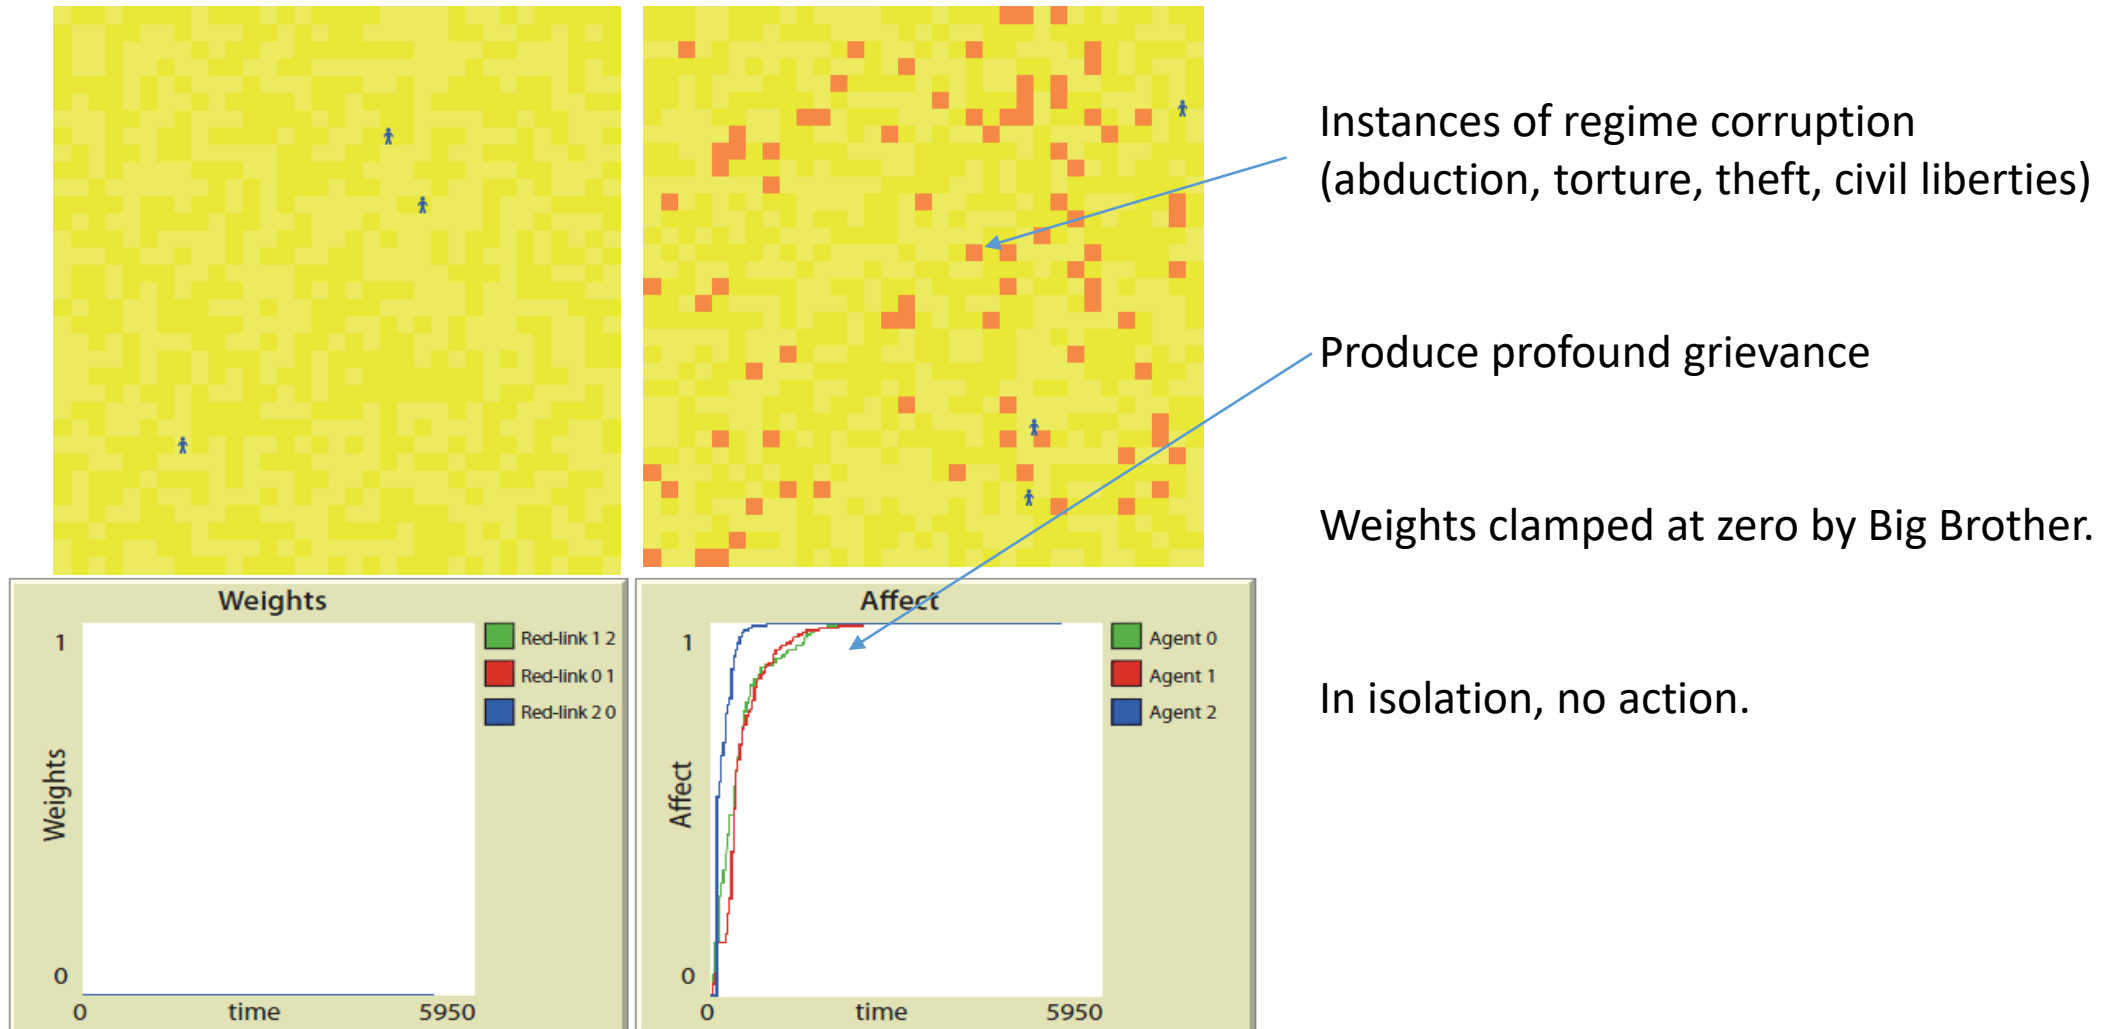 Instances of regime corruption
(abduction, torture, theft, civil liberties)
Produce profound grievance
Weights clamped at zero by Big Brother.
In isolation, no action.
Weights
1
Weights
0
0
time
5950
Red-link 1 2
Red-link 0 1
Red-link 2 0
Affect
1
Affect
0
0
time
5950
Agent 0
Agent 1
Agent 2